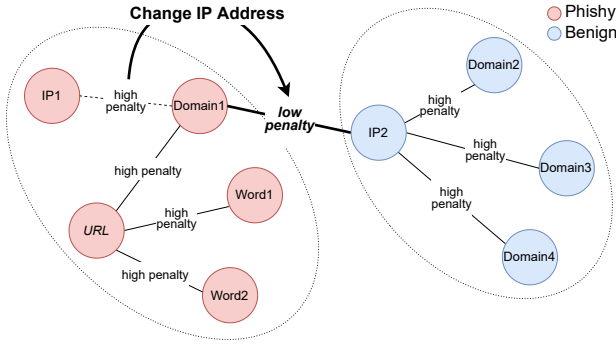 Change IP Address
Phishy
Benign
IP1
high
penalty
Domain1
low
penalty
IP2
high
penalty
Domain2
high
penalty
Domain3
high
penalty
Domain4
high penalty
URL
high
penalty
Word1
high penalty
Word2